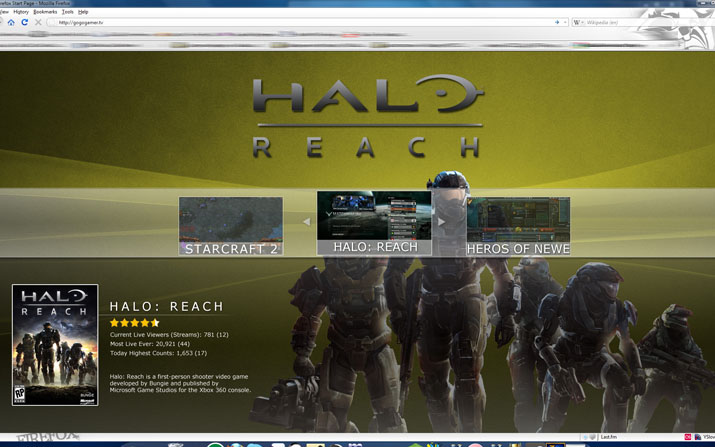 Firefox Start Page - Mozilla Firefox
View History Bookmarks Tools Help
http://gogogamer.tv
W Wikipedia (en)
HALO
REACH
STARCRAFT 2
HALO: REACH
HEROS OF NEWE
HALO
REACH
HALO: REACH
Current Live Viewers (Streams): 781 (12)
Most Live Ever: 20,921 (44)
Today Highest Counts: 1,653 (17)
Halo: Reach is a first-person shooter video game
developed by Bungie and published by
Microsoft Game Studios for the Xbox 360 console.
FIREFOX
Last.fm
YSlow